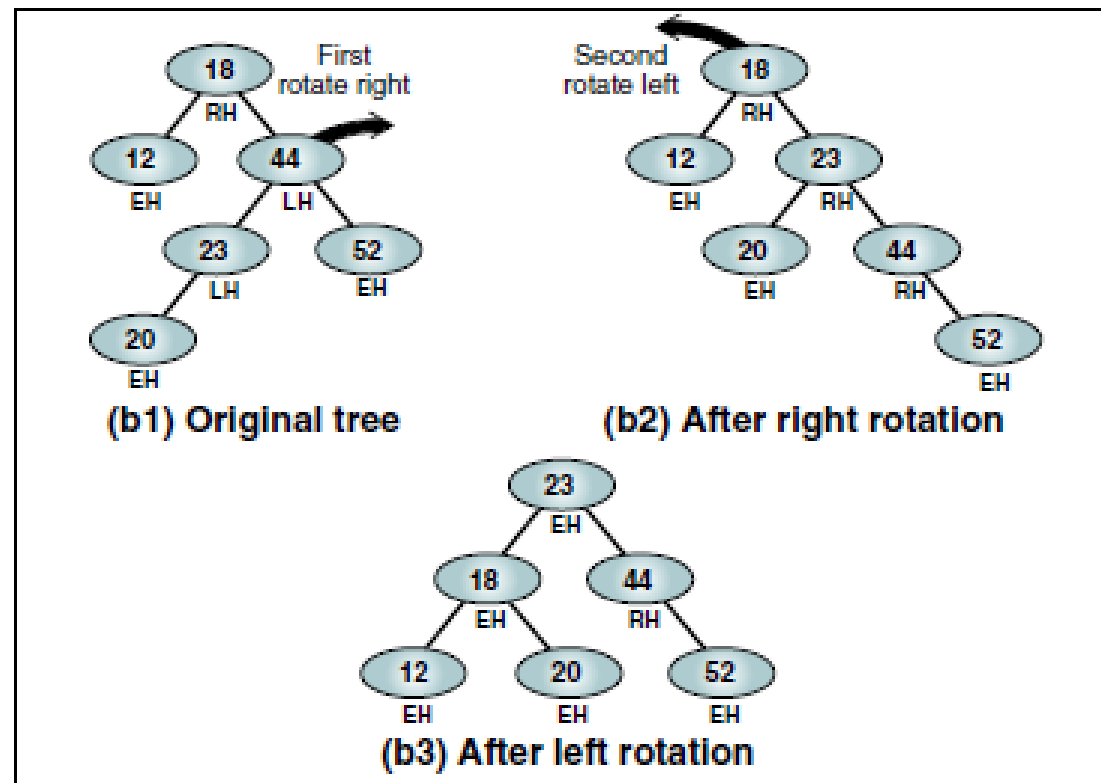 18
First
rotate right
RH
12
44
EH
LH
23
52
LH
EH
20
EH
(b1) Original tree
Second
rotate left
18
RH
12
23
EH
RH
20
44
EH
RH
52
EH
(b2) After right rotation
23
EH
18
44
EH
RH
12
20
52
EH
EH
EH
(b3) After left rotation